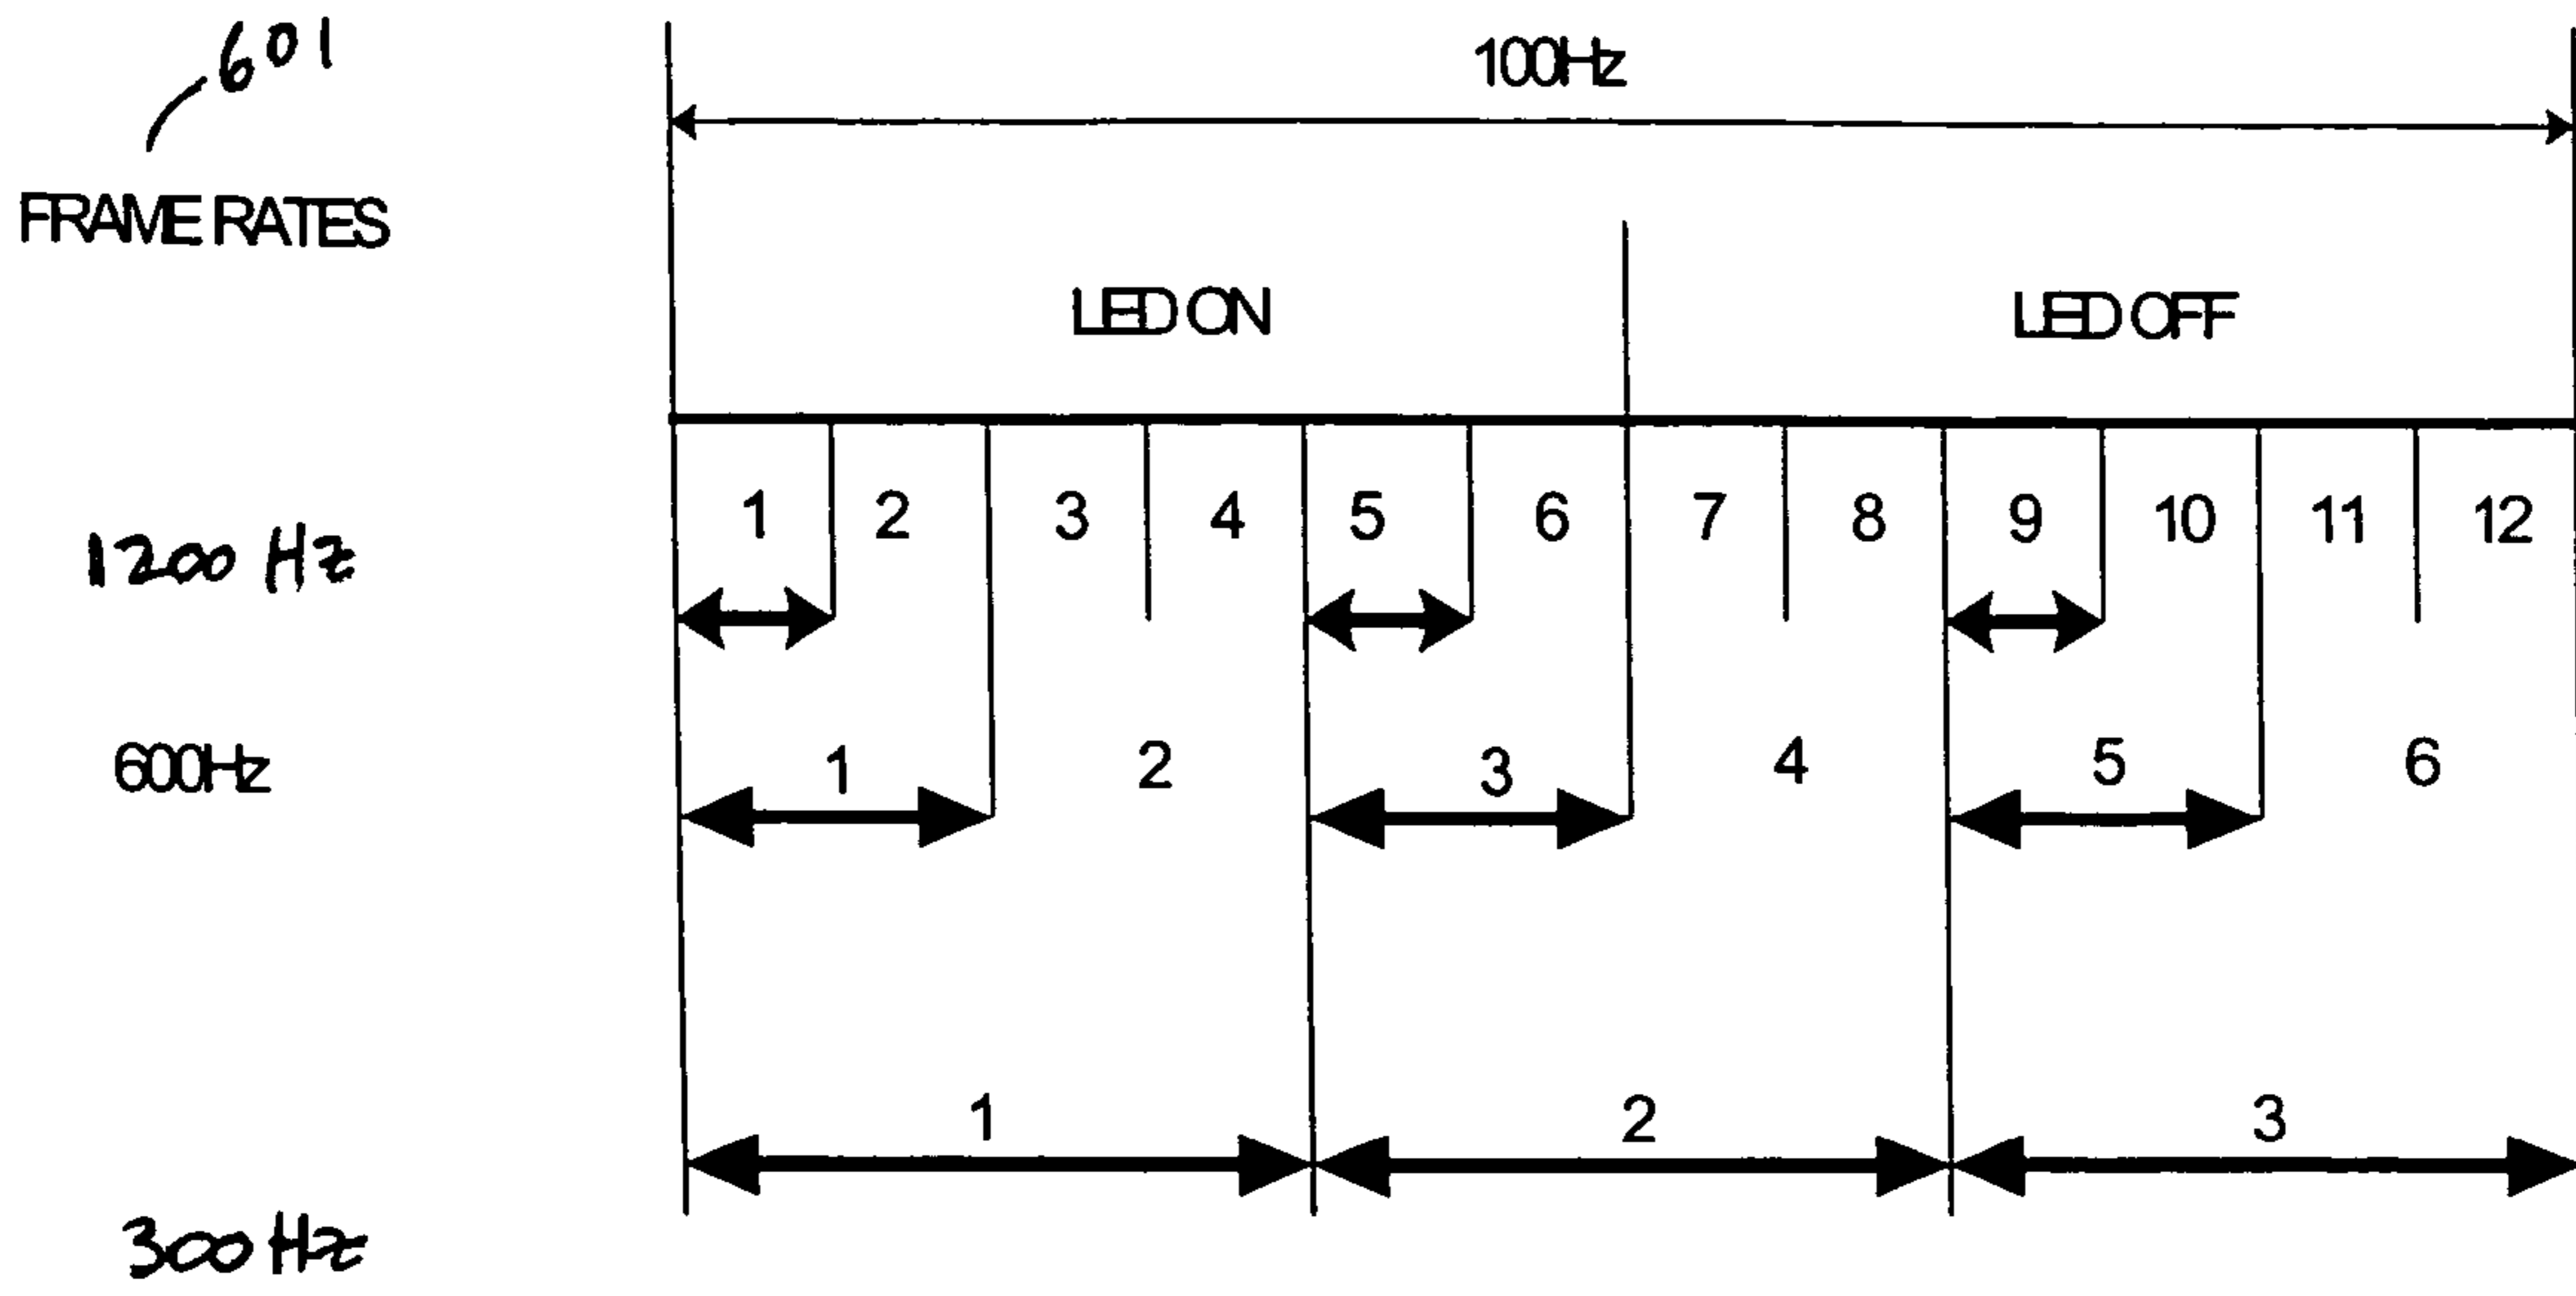 601
100Hz
FRAME RATES
LED ON
LED OFF
1 2 3 4 5 6 7 8 9 10 11 12
1200 Hz
600Hz
1 2 3 4 5 6
1 2 3
300 Hz